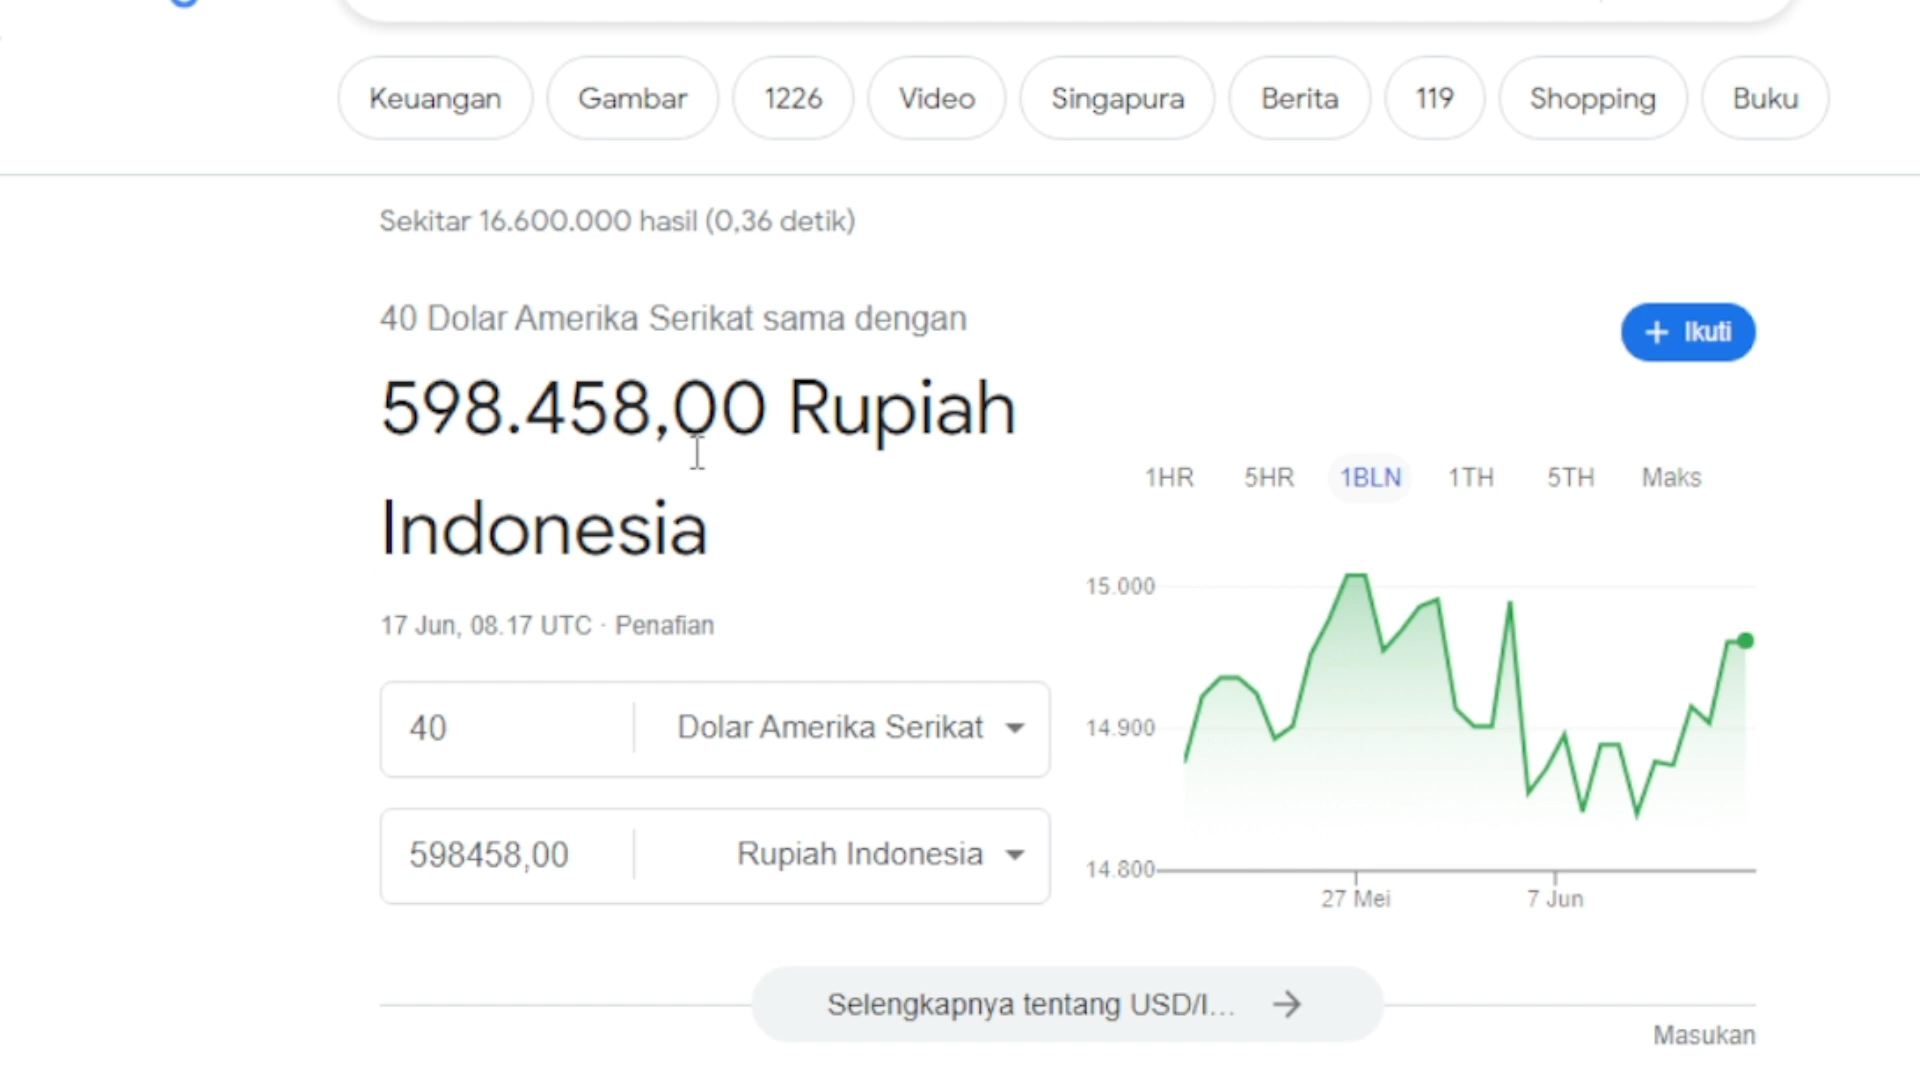 Keuangan
Gambar
1226
Video
Singapura
Berita
119
Shopping
Buku
Sekitar 16.600.000 hasil (0,36 detik)
40 Dolar Amerika Serikat sama dengan
+ Ikuti
598.458,00 Rupiah
Indonesia
17 Jun, 08.17 UTC · Penafian
40 Dolar Amerika Serikat
598458,00 Rupiah Indonesia
1HR 5HR 1BLN 1TH 5TH Maks
15.000
14.900
14.800
27 Mei 7 Jun
Selengkapnya tentang USD/I...
Masukan